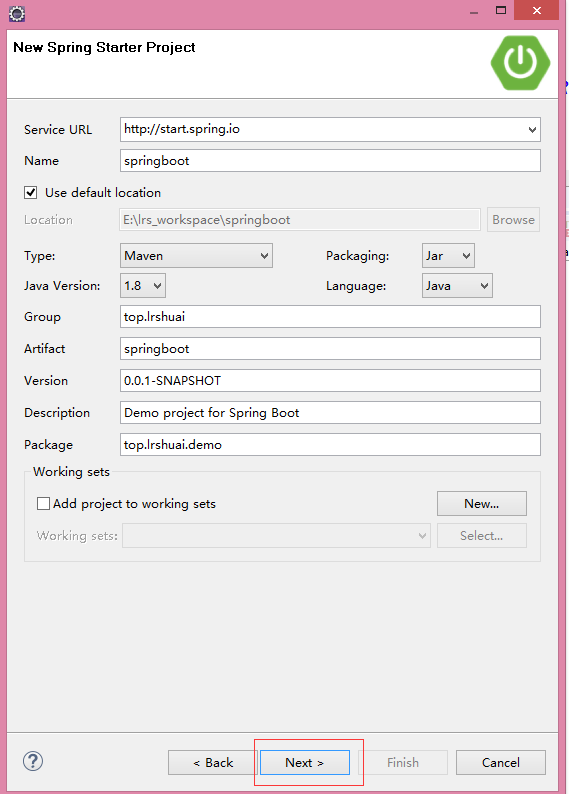 New Spring Starter Project
Service URL http://start.spring.io
Name springboot
Use default location
Location E:\lrs_workspace\springboot Browse
Type: Maven Packaging: Jar
Java Version: 1.8 Language: Java
Group top.lrshuai
Artifact springboot
Version 0.0.1-SNAPSHOT
Description Demo project for Spring Boot
Package top.lrshuai.demo
Working sets
Add project to working sets New...
Working sets: Select...
? < Back Next > Finish Cancel